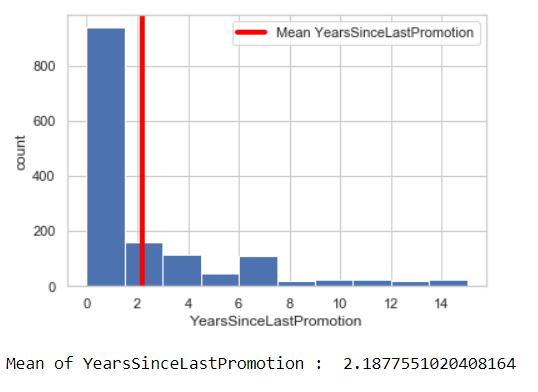 Mean YearsSinceLastPromotion
count
800
600
400
200
0
0 2 4 6 8 10 12 14
YearsSinceLastPromotion
Mean of YearsSinceLastPromotion :  2.1877551020408164